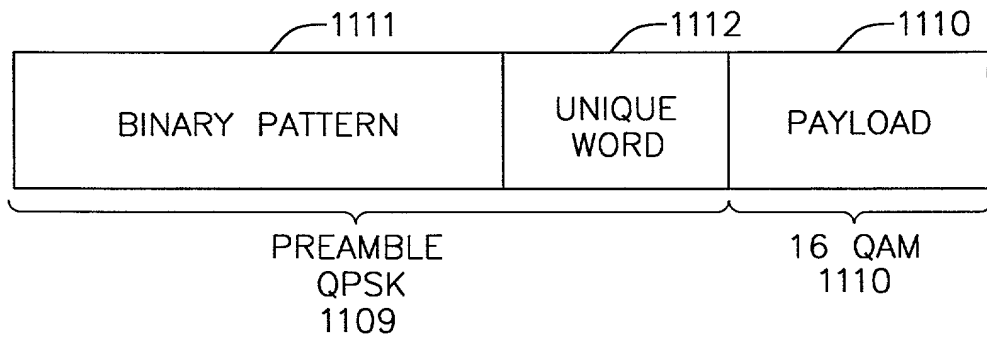 1111
1112
1110
BINARY PATTERN
UNIQUE
WORD
PAYLOAD
PREAMBLE
QPSK
1109
16 QAM
1110